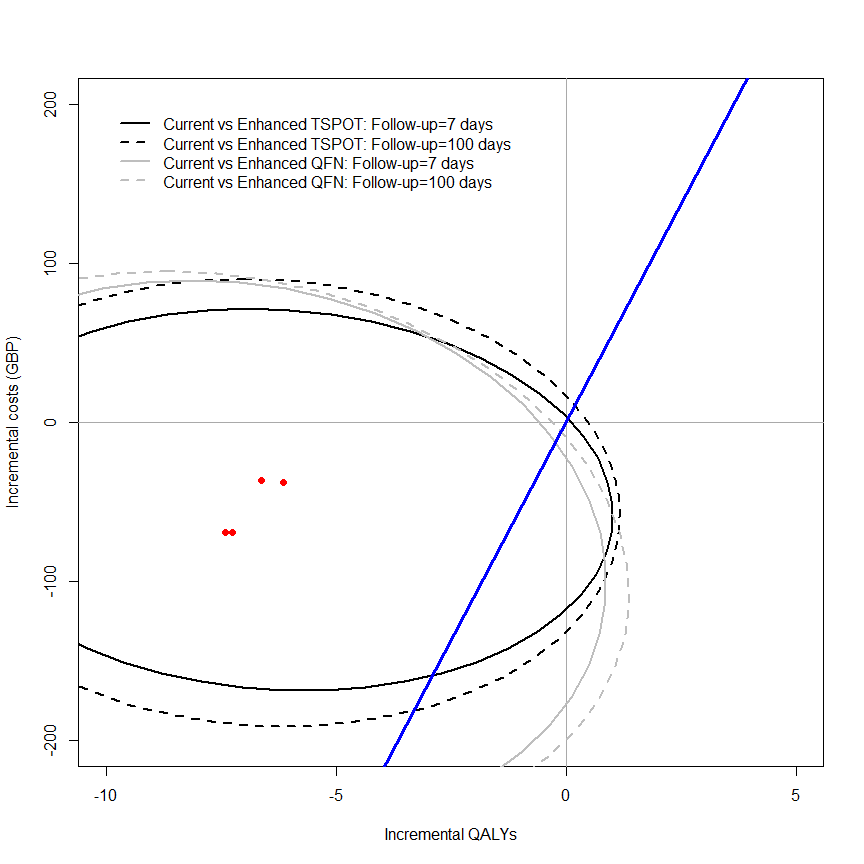 200
Current vs Enhanced TSPOT: Follow-up=7 days
Current vs Enhanced TSPOT: Follow-up=100 days
Current vs Enhanced QFN: Follow-up=7 days
Current vs Enhanced QFN: Follow-up=100 days
100
Incremental costs (GBP)
0
-100
-200
-10 -5 0 5
Incremental QALYs